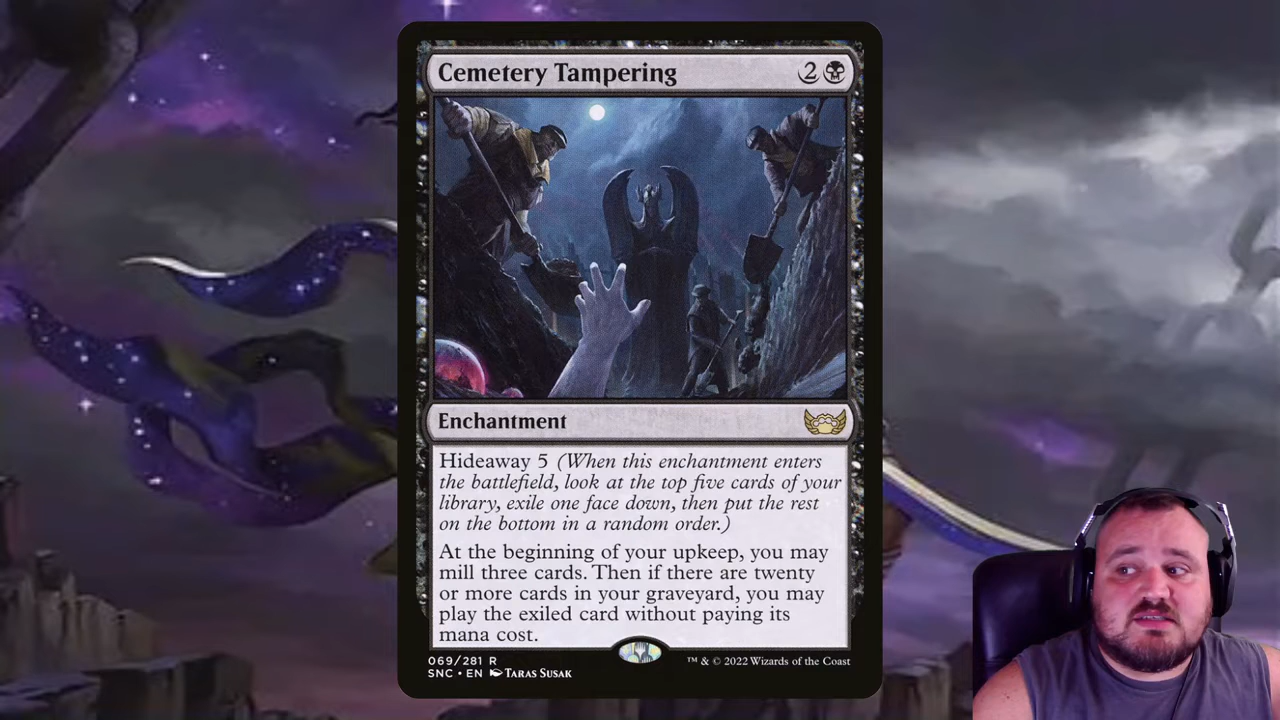 Cemetery Tampering 2
Enchantment
Hideaway 5 (When this enchantment enters
the battlefield, look at the top five cards of your
library, exile one face down, then put the rest
on the bottom in a random order.)
At the beginning of your upkeep, you may
mill three cards. Then if there are twenty
or more cards in your graveyard, you may
play the exiled card without paying its
mana cost.
069/281 R
SNC • EN TARAS SUSAK
™ & © 2022 Wizards of the Coast